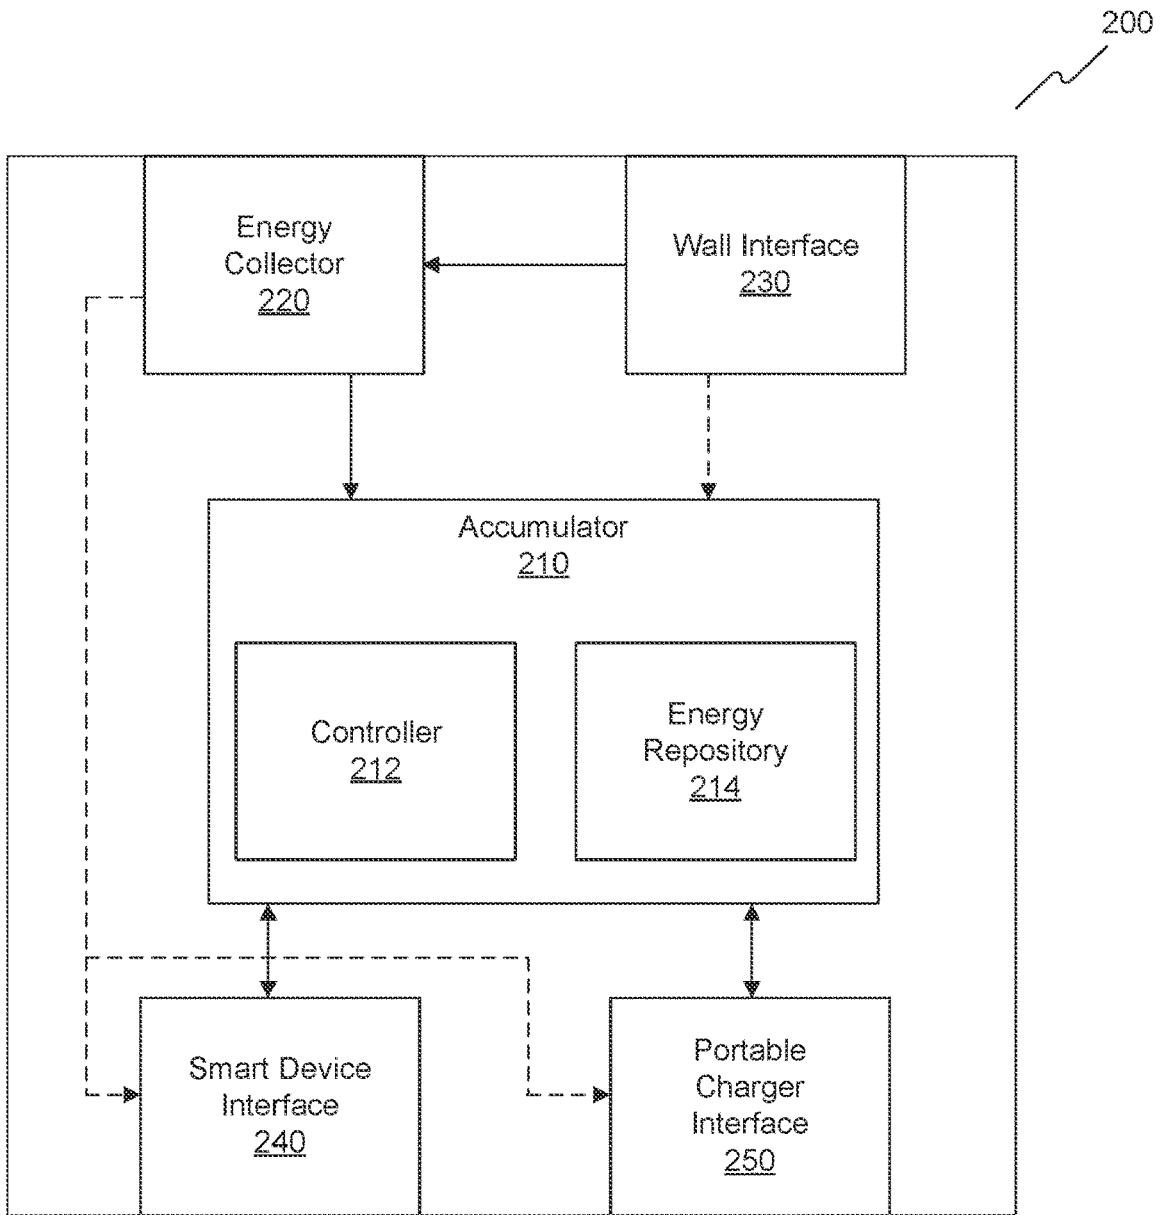 200
Energy
Collector
220
Wall Interface
230
Accumulator
210
Controller
212
Energy
Repository
214
Smart Device
Interface
240
Portable
Charger
Interface
250